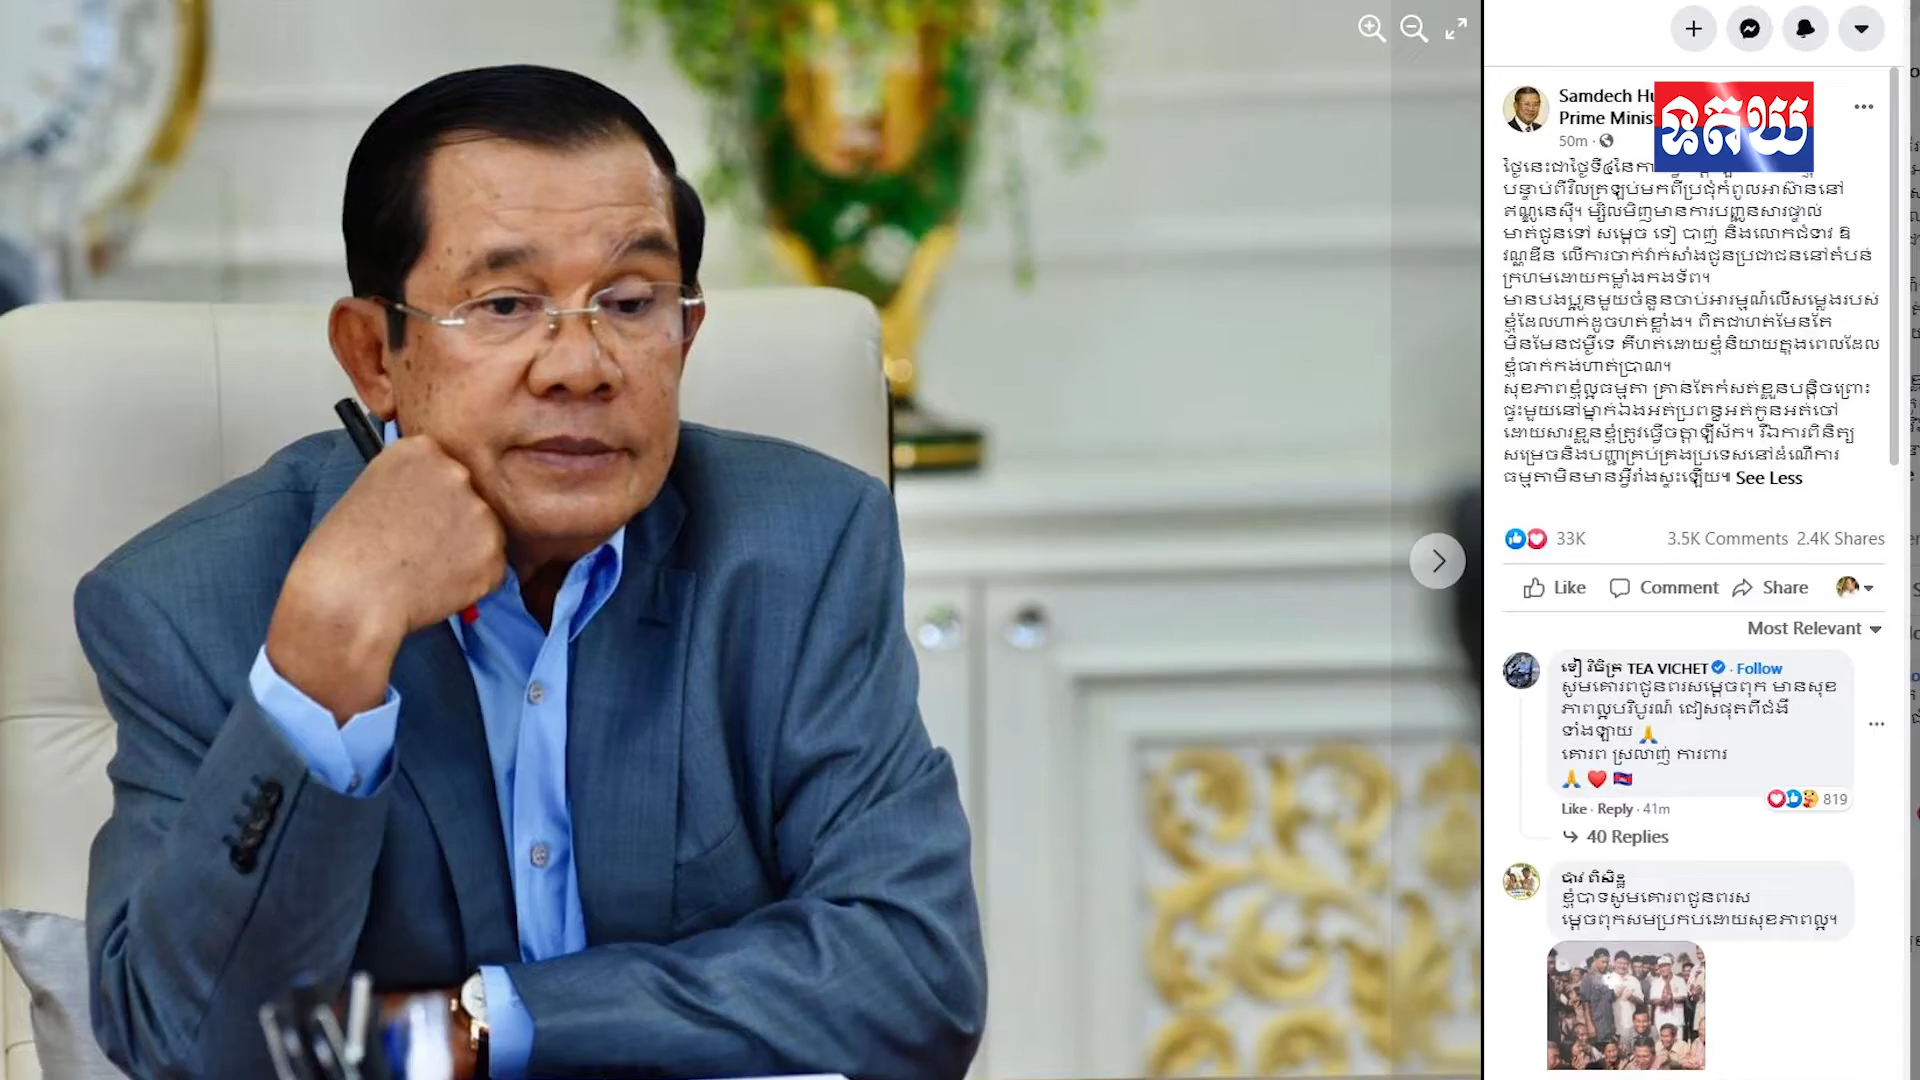 Samdech Hu
Prime Minis
50m
ឧតឃ
ថ្ងៃនេះជាថ្ងៃទី៤នៃកា
បន្ទាប់ពីវិលត្រឡប់មកពីប្រជុំកំពូលអាស៊ាននៅ
ឥណ្ឌូនេស៊ី។ ម្សិលមិញមានការបញ្ជូនសារផ្ទាល់
មាត់ជូនទៅ សម្ដេច ទៀ បាញ់ និងលោកជំទាវ ឱ
វណ្ណឌីន លើការចាក់វ៉ាក់សាំងជូនប្រជាជននៅតំបន់
ក្រហមដោយកម្លាំងកងទ័ព។
មានបងប្អូនមួយចំនួនចាប់អារម្មណ៍លើសម្លេងរបស់
ខ្ញុំដែលហាក់ដូចហត់ខ្លាំង។ ពិតជាហត់មែនតែ
មិនមែនជម្ងឺទេ គឺហត់ដោយខ្ញុំនិយាយក្នុងពេលដែល
ខ្ញុំធាក់កង់ហាត់ប្រាណ។
សុខភាពខ្ញុំល្អធម្មតា គ្រាន់តែកំសត់ខ្លួនបន្តិចព្រោះ
ផ្ទះមួយនៅម្នាក់ឯងអត់ប្រពន្ធអត់កូនអត់ចៅ
ដោយសារខ្លួនខ្ញុំត្រូវធ្វើចត្តាឡីស័ក។ រីឯការពិនិត្យ
សម្រេចនិងបញ្ជាគ្រប់គ្រងប្រទេសនៅដំណើការ
ធម្មតាមិនមានអ្វីរាំងស្ទះឡើយ៕ See Less
33K 3.5K Comments 2.4K Shares
Like Comment Share
Most Relevant
ទៀ វិចិត្រ TEA VICHET · Follow
សូមគោរពជូនពរសម្តេចពុក មានសុខ
ភាពល្អបរិបូរណ៍ ជៀសផុតពីជំងឺ
ទាំងឡាយ 🙏
គោរព ស្រលាញ់ ការពារ
🙏 ❤️ 🇰🇭
819
Like · Reply · 41m
40 Replies
ជាវ ពិសិដ្ឋ
ខ្ញុំបាទសូមគោរពជូនពរស
ម្តេចពុកសមប្រកបដោយសុខភាពល្អ។